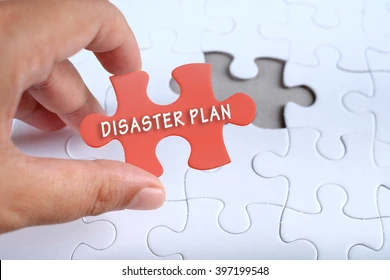 DISASTER PLAN
shutterstock.com · 397199548